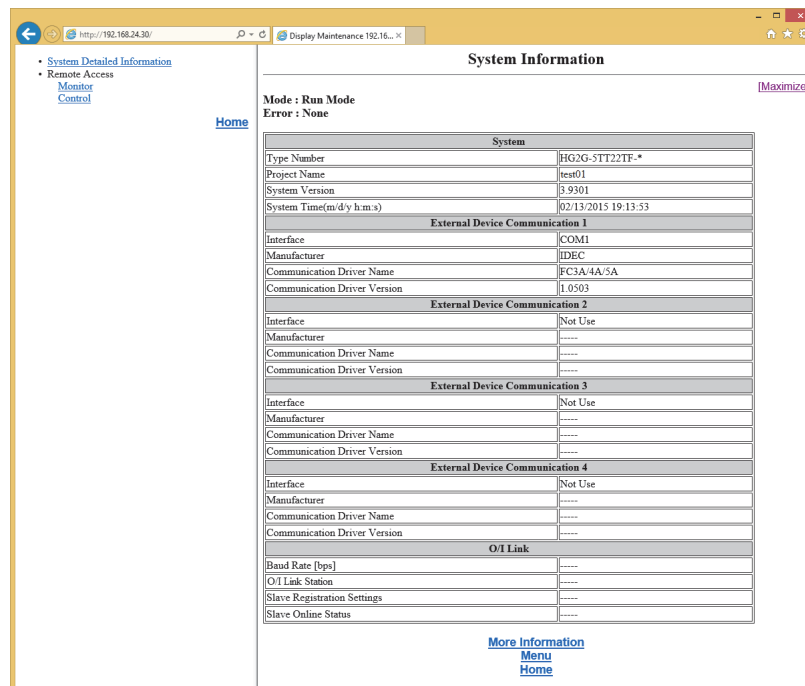 http://192.168.24.30/
Display Maintenance 192.16...
• System Detailed Information
• Remote Access
Monitor
Control
Home
System Information
[Maximize
Mode : Run Mode
Error : None
System
Type Number HG2G-5TT22TF-*
Project Name test01
System Version 3.9301
System Time(m/d/y h:m:s) 02/13/2015 19:13:53
External Device Communication 1
Interface COM1
Manufacturer IDEC
Communication Driver Name FC3A/4A/5A
Communication Driver Version 1.0503
External Device Communication 2
Interface Not Use
Manufacturer -----
Communication Driver Name -----
Communication Driver Version -----
External Device Communication 3
Interface Not Use
Manufacturer -----
Communication Driver Name -----
Communication Driver Version -----
External Device Communication 4
Interface Not Use
Manufacturer -----
Communication Driver Name -----
Communication Driver Version -----
O/I Link
Baud Rate [bps] -----
O/I Link Station -----
Slave Registration Settings -----
Slave Online Status -----
More Information
Menu
Home